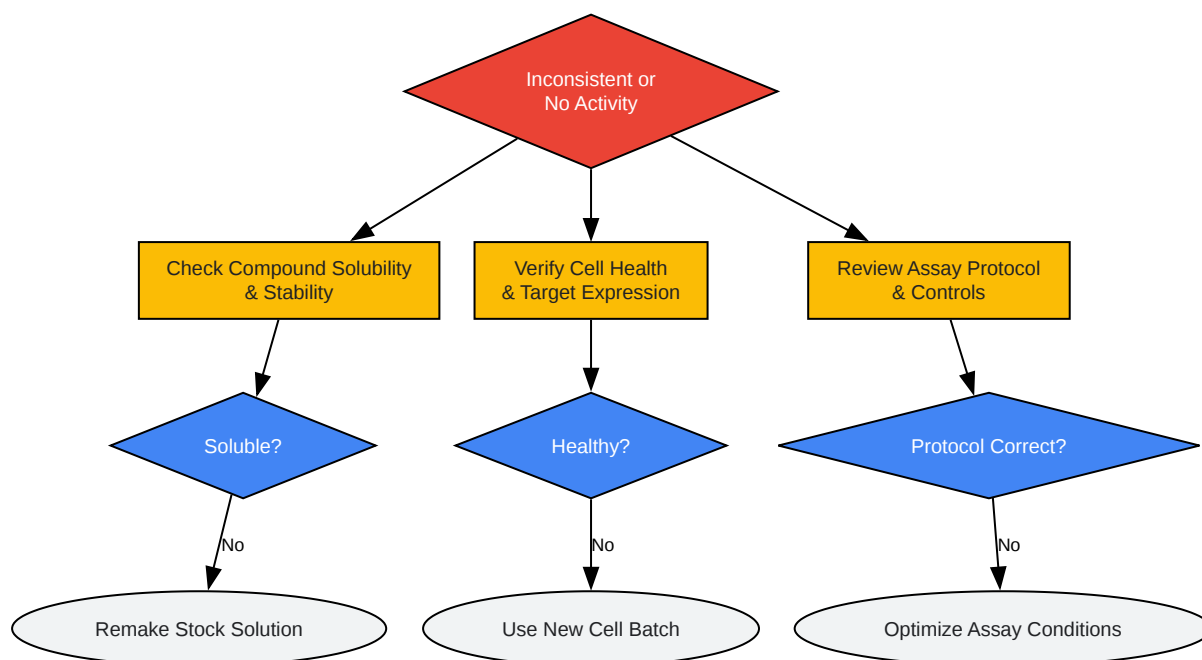 Inconsistent or
No Activity
Check Compound Solubility
& Stability
Verify Cell Health
& Target Expression
Review Assay Protocol
& Controls
Soluble?
Healthy?
Protocol Correct?
No
No
No
Remake Stock Solution
Use New Cell Batch
Optimize Assay Conditions